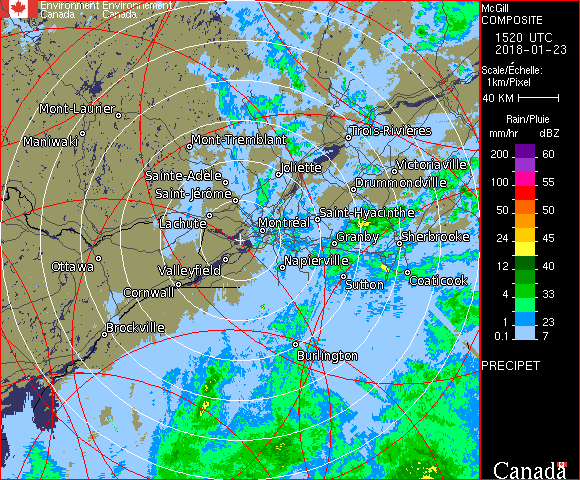 Environment Environnement
Canada Canada
McGill
COMPOSITE
1520 UTC
2018-01-23
Scale/Échelle:
1km/Pixel
40 KM
Rain/Pluie
mm/hr dBZ
200 60
100 55
50 50
24 45
12 40
4 33
1 23
0.1 7
PRECIPET
Mont-Laurier
Maniwaki
Mont-Tremblant
Trois-Rivières
Victoriaville
Joliette
Sainte-Adèle
Drummondville
Saint-Jérôme
Saint-Hyacinthe
Lachute
Montréal
Granby
Sherbrooke
Ottawa
Valleyfield
Napierville
Sutton
Coaticook
Cornwall
Brockville
Burlington
Canada